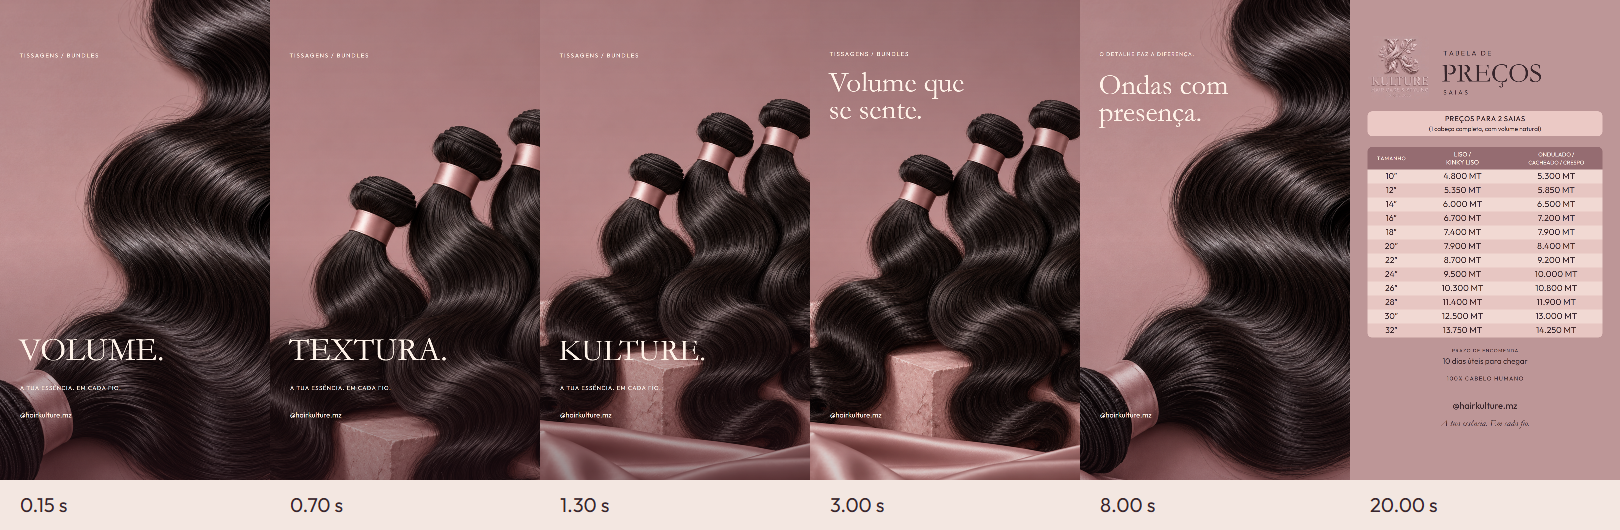 TISSAGENS / BUNDLES
VOLUME.
A TUA ESSÊNCIA. EM CADA FIO.
@hairkulture.mz
0.15 s
TISSAGENS / BUNDLES
TEXTURA.
A TUA ESSÊNCIA. EM CADA FIO.
@hairkulture.mz
0.70 s
TISSAGENS / BUNDLES
KULTURE.
A TUA ESSÊNCIA. EM CADA FIO.
@hairkulture.mz
1.30 s
TISSAGENS / BUNDLES
Volume que
se sente.
@hairkulture.mz
3.00 s
O DETALHE FAZ A DIFERENÇA.
Ondas com
presença.
@hairkulture.mz
8.00 s
KULTURE
TABELA DE
PREÇOS
SAIAS
PREÇOS PARA 2 SAIAS
(1 cabeça completa, com volume natural)
TAMANHO LISO / KINKY LISO ONDULADO / CACHEADO / CRESPO
10" 4.800 MT 5.300 MT
12" 5.350 MT 5.850 MT
14" 6.000 MT 6.500 MT
16" 6.700 MT 7.200 MT
18" 7.400 MT 7.900 MT
20" 7.900 MT 8.400 MT
22" 8.700 MT 9.200 MT
24" 9.500 MT 10.000 MT
26" 10.300 MT 10.800 MT
28" 11.400 MT 11.900 MT
30" 12.500 MT 13.000 MT
32" 13.750 MT 14.250 MT
PRAZO DE ENCOMENDA
10 dias úteis para chegar
100% CABELO HUMANO
@hairkulture.mz
A tua essência. Em cada fio.
20.00 s